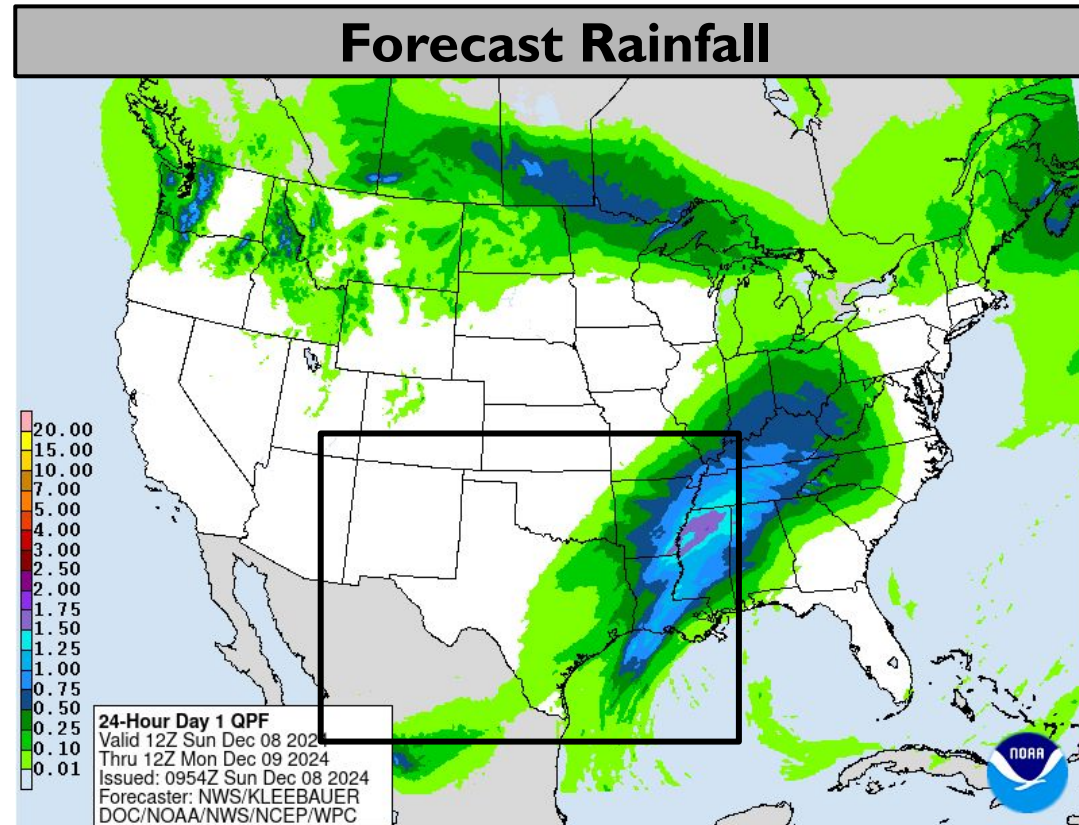 Forecast Rainfall
20.00
15.00
10.00
7.00
5.00
4.00
3.00
2.50
2.00
1.75
1.50
1.25
1.00
0.75
0.50
0.25
0.10
0.01
24-Hour Day 1 QPF
Valid 12Z Sun Dec 08 2024
Thru 12Z Mon Dec 09 2024
Issued: 0954Z Sun Dec 08 2024
Forecaster: NWS/KLEEBAUER
DOC/NOAA/NWS/NCEP/WPC
NOAA